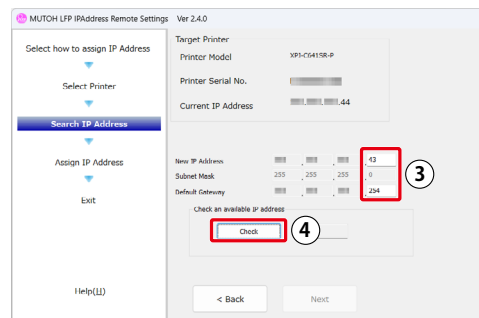 MUTOH LFP IPAddress Remote Settings Ver 2.4.0
Select how to assign IP Address
Select Printer
Search IP Address
Assign IP Address
Exit
Help(H)
Target Printer
Printer Model XPJ-C641SR-P
Printer Serial No.
Current IP Address .44
New IP Address . . . 43
Subnet Mask 255 . 255 . 255 . 0
Default Gateway . . . 254
3
Check an available IP address
Check
4
< Back Next